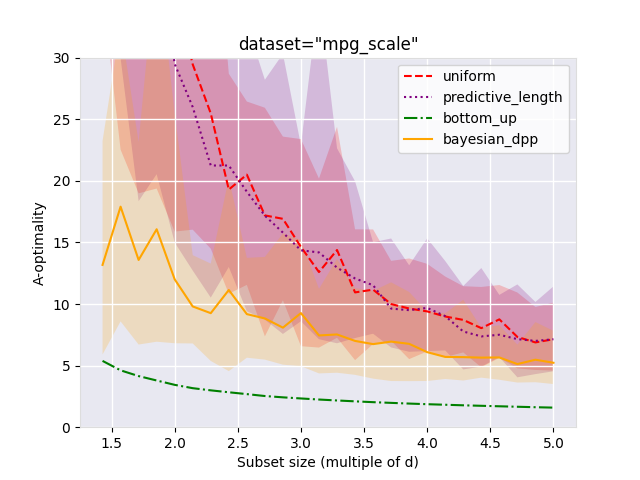 dataset="mpg_scale"
30
25
20
15
10
5
0
A-optimality
uniform
predictive_length
bottom_up
bayesian_dpp
1.5 2.0 2.5 3.0 3.5 4.0 4.5 5.0
Subset size (multiple of d)